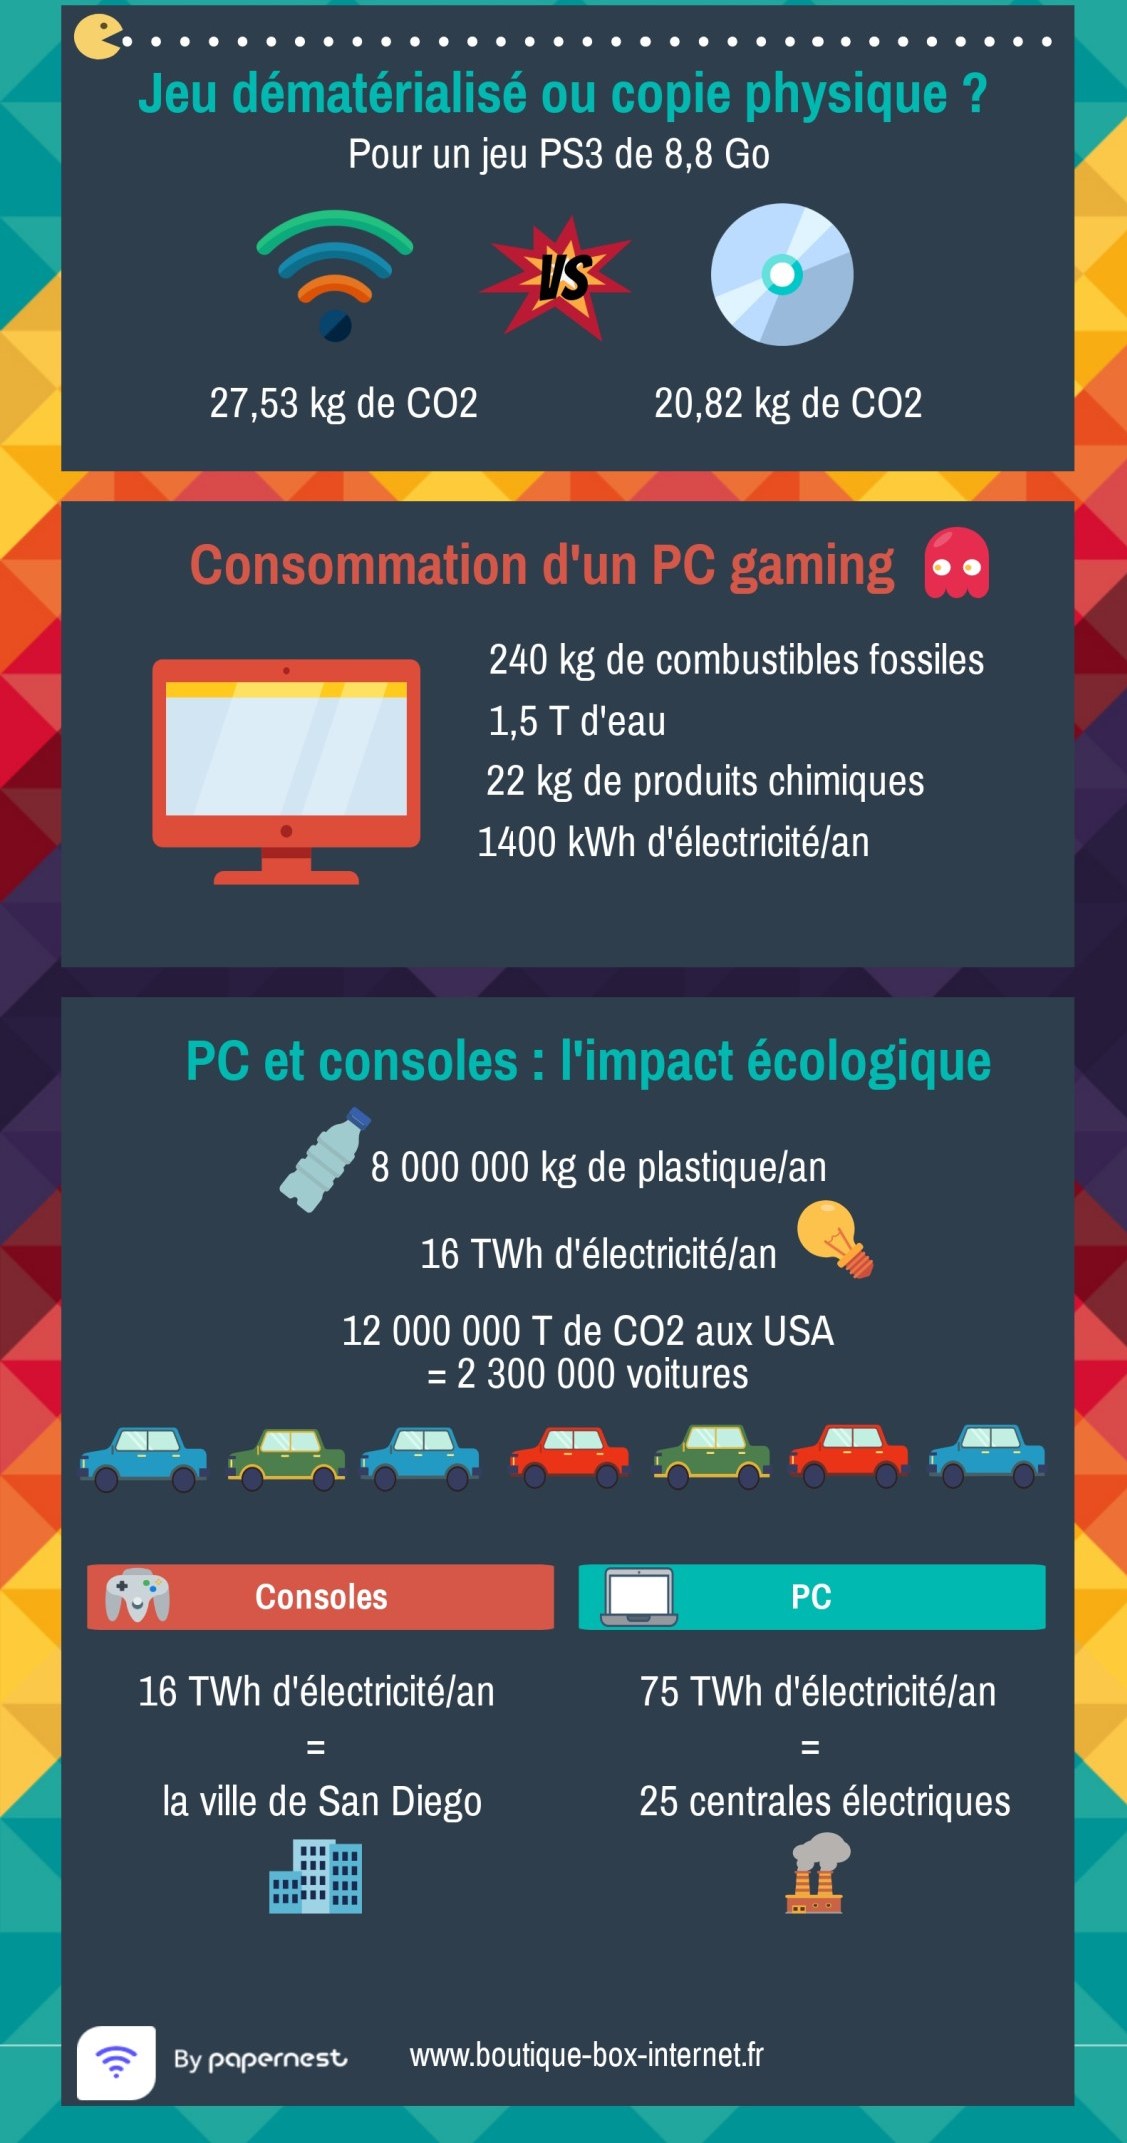 Jeu dématérialisé ou copie physique ?
Pour un jeu PS3 de 8,8 Go
VS
27,53 kg de CO2
20,82 kg de CO2
Consommation d'un PC gaming
240 kg de combustibles fossiles
1,5 T d'eau
22 kg de produits chimiques
1400 kWh d'électricité/an
PC et consoles : l'impact écologique
8 000 000 kg de plastique/an
16 TWh d'électricité/an
12 000 000 T de CO2 aux USA
= 2 300 000 voitures
Consoles
16 TWh d'électricité/an
=
la ville de San Diego
PC
75 TWh d'électricité/an
=
25 centrales électriques
By papernest
www.boutique-box-internet.fr